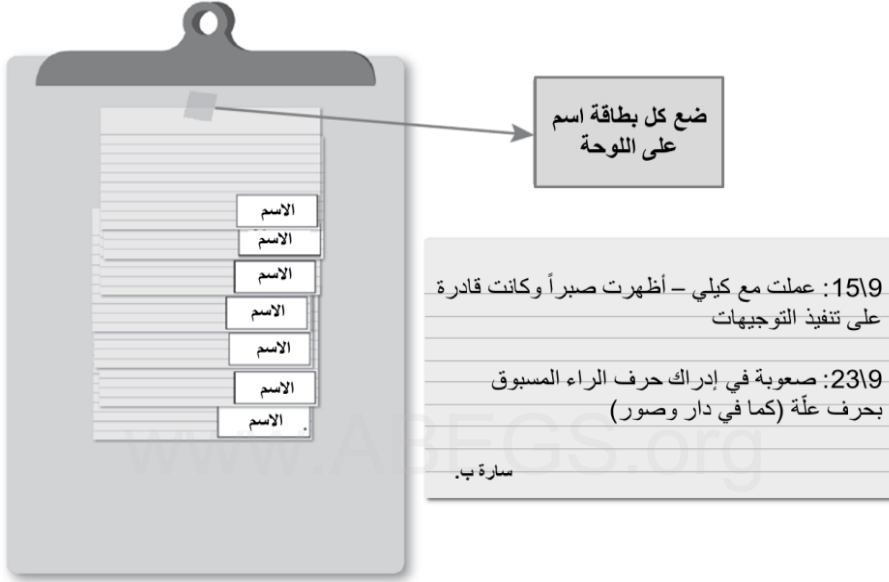 ضع كل بطاقة اسم
على اللوحة
الاسم
الاسم
الاسم
الاسم
الاسم
الاسم
الاسم
9\15: عملت مع كيلي – أظهرت صبراً وكانت قادرة
على تنفيذ التوجيهات
9\23: صعوبة في إدراك حرف الراء المسبوق
بحرف علّة (كما في دار وصور)
سارة ب.
www.ABEGS.org